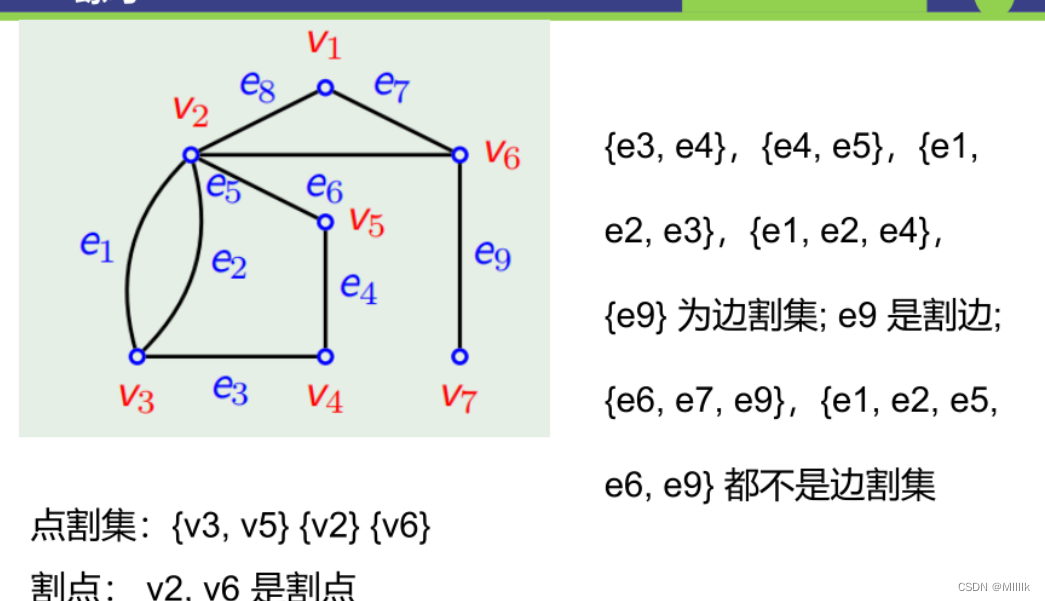 v1
e8
e7
v2
v6
e5
e6
v5
e1
e2
e9
e4
v3
e3
v4
v7
{e3, e4}，{e4, e5}，{e1,
e2, e3}，{e1, e2, e4}，
{e9} 为边割集; e9 是割边;
{e6, e7, e9}，{e1, e2, e5,
e6, e9} 都不是边割集
点割集：{v3, v5} {v2} {v6}
割点： v2, v6 是割点
CSDN @Mllllk